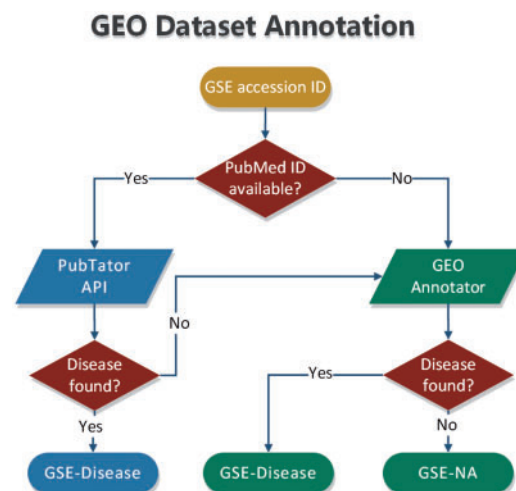 GEO Dataset Annotation
GSE accession ID
PubMed ID
available?
Yes
No
PubTator
API
GEO
Annotator
No
Disease
found?
Yes
Disease
found?
Yes
No
GSE-Disease
GSE-Disease
GSE-NA